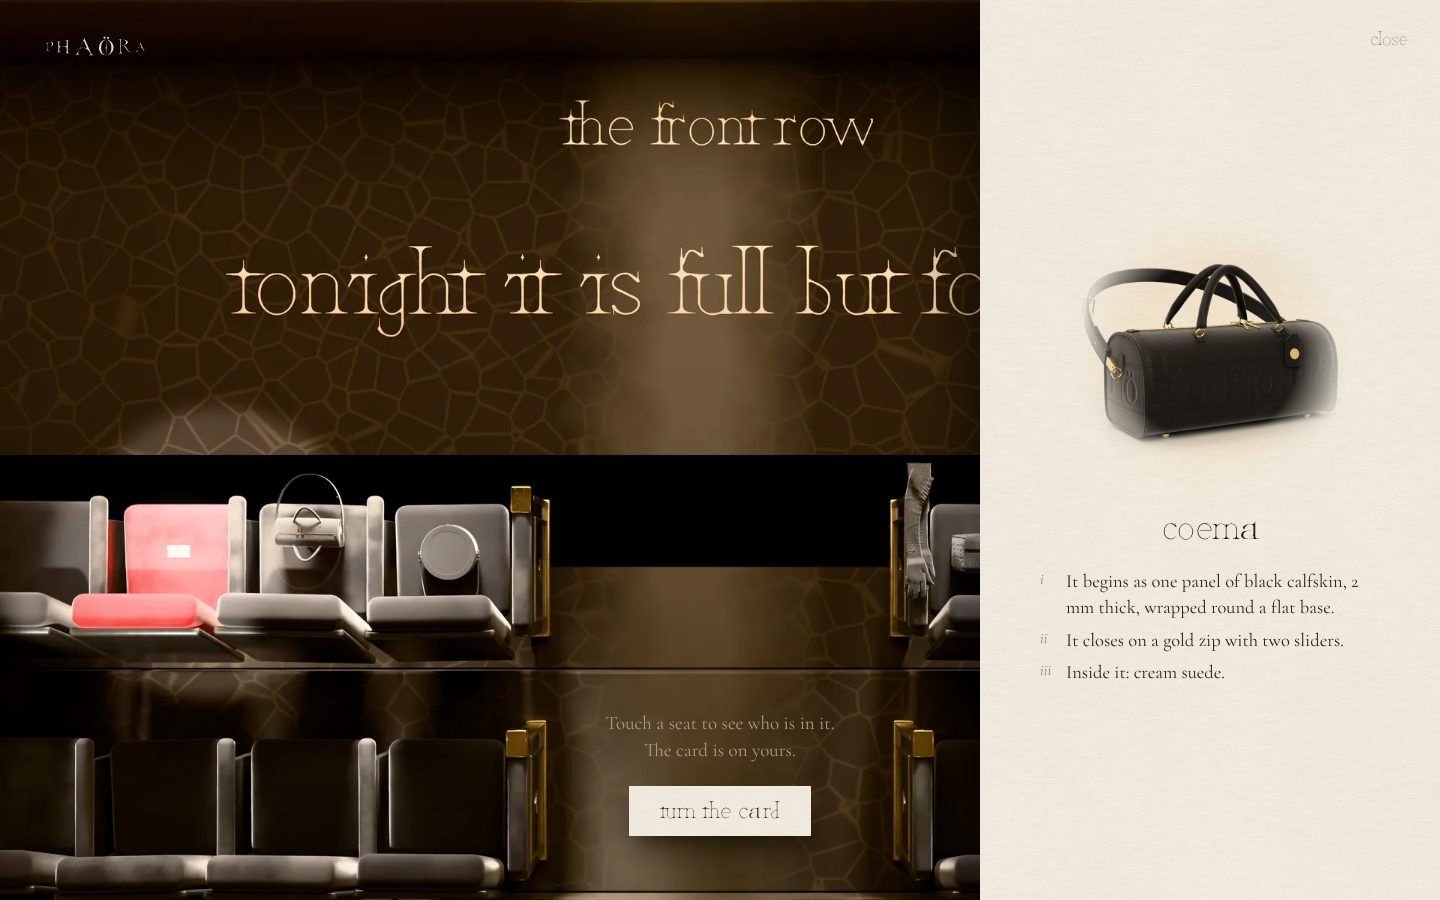 PHAÖRA
close
the front row
tonight it is full but fo
coema
i It begins as one panel of black calfskin, 2
mm thick, wrapped round a flat base.
ii It closes on a gold zip with two sliders.
iii Inside it: cream suede.
Touch a seat to see who is in it.
The card is on yours.
turn the card